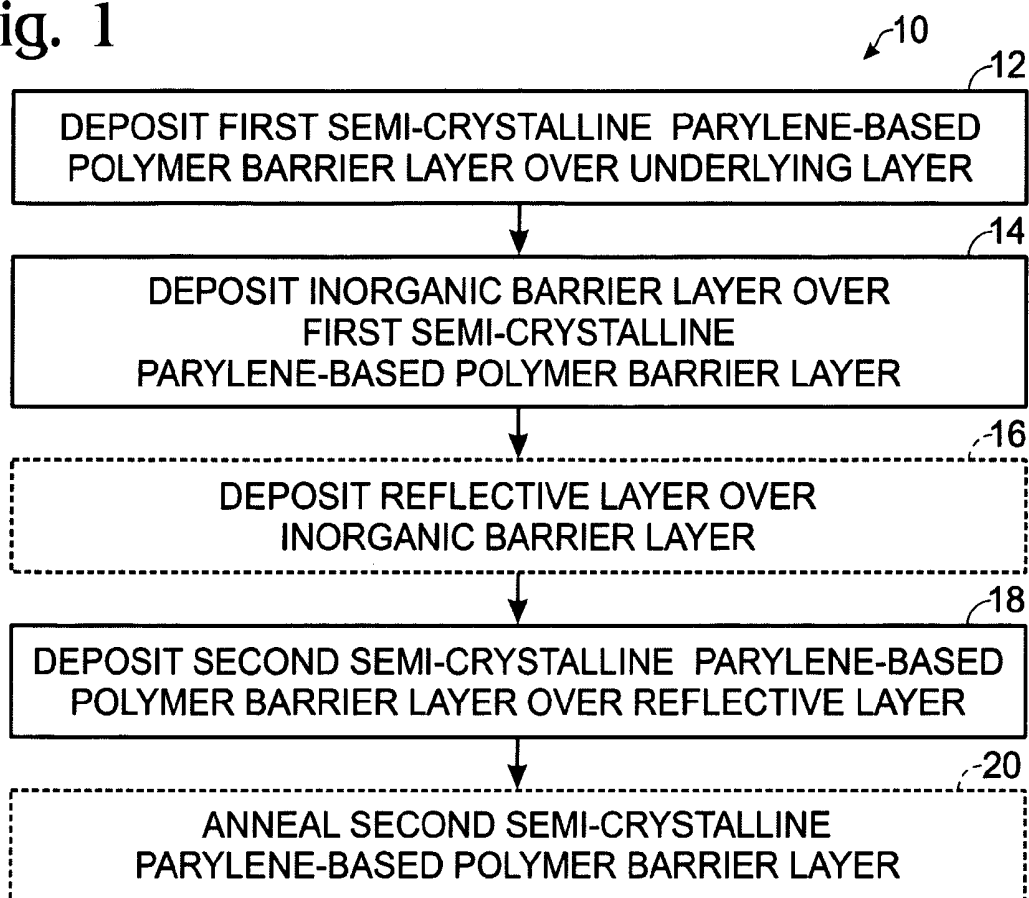 ig. 1
10
12
DEPOSIT FIRST SEMI-CRYSTALLINE PARYLENE-BASED
POLYMER BARRIER LAYER OVER UNDERLYING LAYER
14
DEPOSIT INORGANIC BARRIER LAYER OVER
FIRST SEMI-CRYSTALLINE
PARYLENE-BASED POLYMER BARRIER LAYER
16
DEPOSIT REFLECTIVE LAYER OVER
INORGANIC BARRIER LAYER
18
DEPOSIT SECOND SEMI-CRYSTALLINE PARYLENE-BASED
POLYMER BARRIER LAYER OVER REFLECTIVE LAYER
20
ANNEAL SECOND SEMI-CRYSTALLINE
PARYLENE-BASED POLYMER BARRIER LAYER